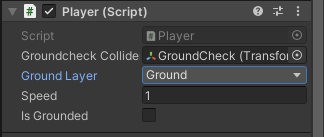 Player (Script)
Script Player
Groundcheck Collide GroundCheck (Transfor
Ground Layer Ground
Speed 1
Is Grounded